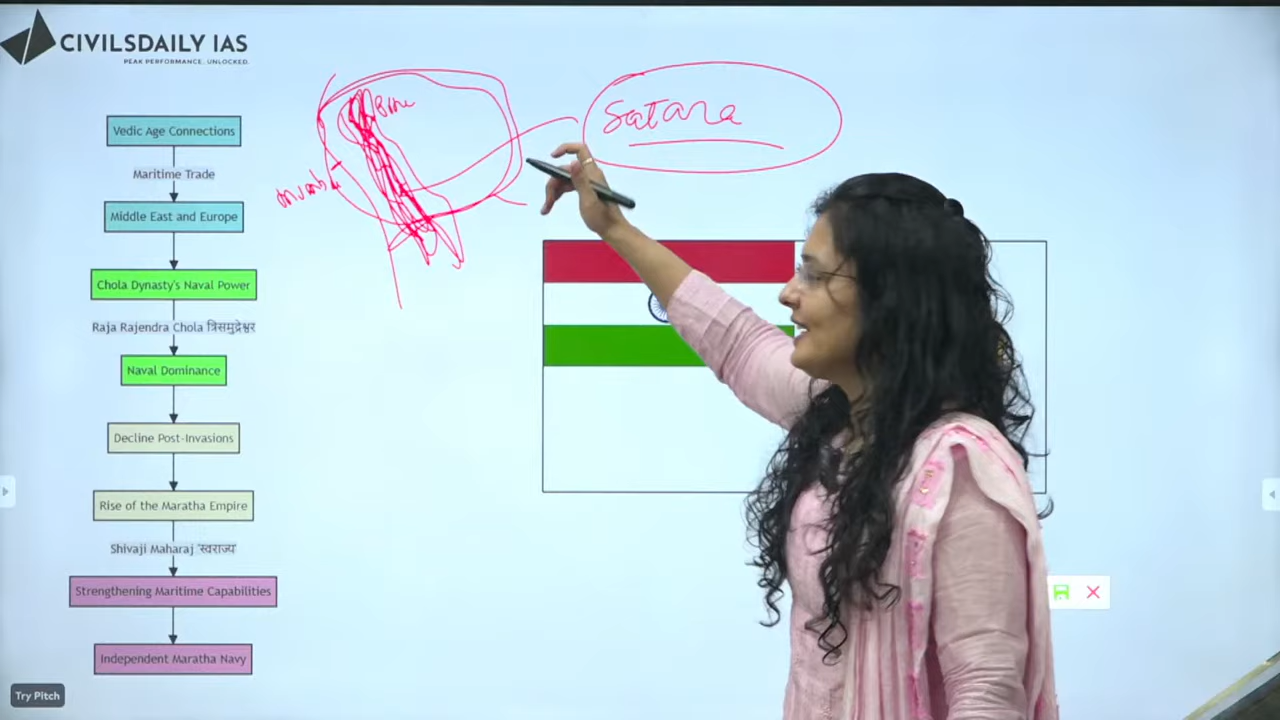 CIVILSDAILY IAS
PEAK PERFORMANCE. UNLOCKED.
Satara
Vedic Age Connections
Maritime Trade
Middle East and Europe
Chola Dynasty's Naval Power
Raja Rajendra Chola त्रिसमुद्रेश्वर
Naval Dominance
Decline Post-Invasions
Rise of the Maratha Empire
Shivaji Maharaj 'स्वराज्य'
Strengthening Maritime Capabilities
Independent Maratha Navy
Try Pitch